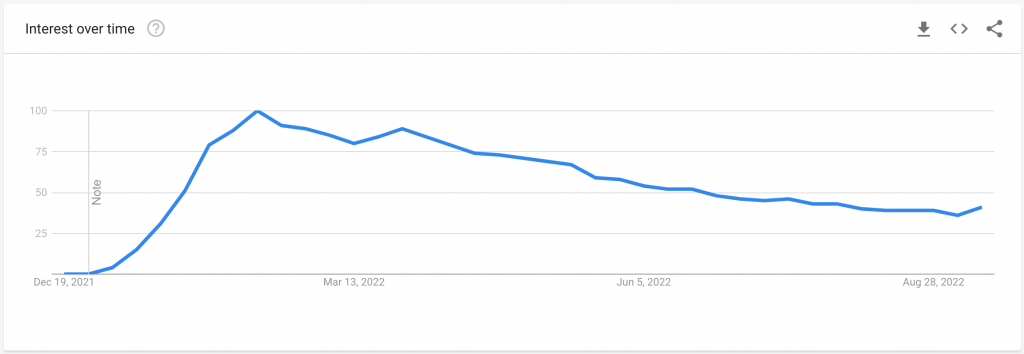 Interest over time
100
75
50
25
Note
Dec 19, 2021
Mar 13, 2022
Jun 5, 2022
Aug 28, 2022